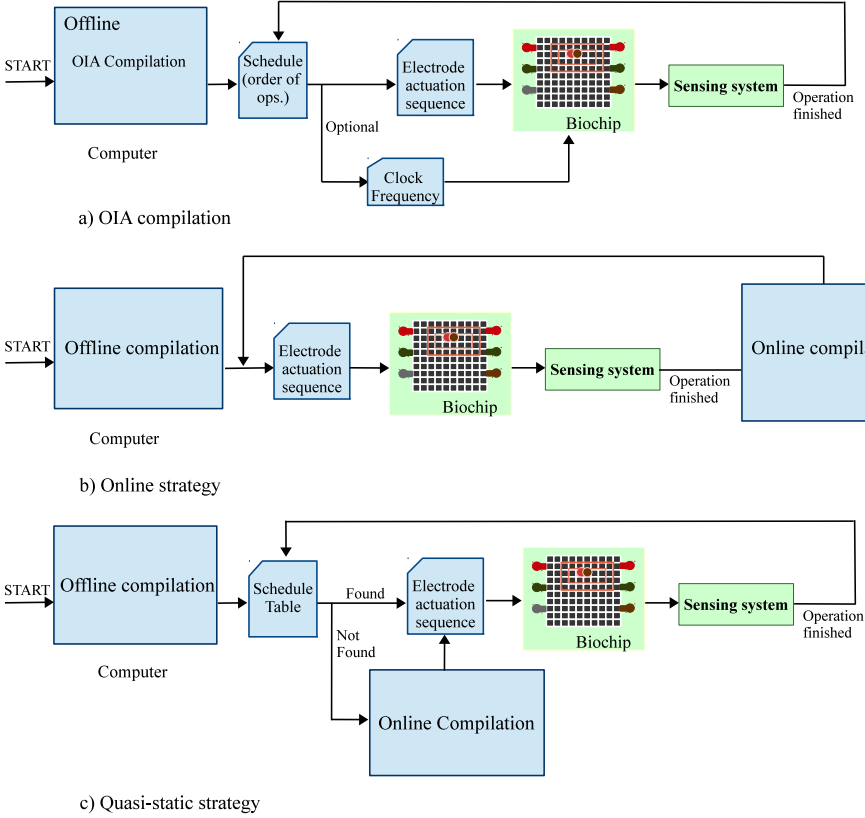 Offline
OIA Compilation
START
Schedule
(order of
ops.)
Electrode
actuation
sequence
Biochip
Sensing system
Operation
finished
Optional
Clock
Frequency
Computer
a) OIA compilation
START
Offline compilation
Electrode
actuation
sequence
Biochip
Sensing system
Operation
finished
Online compila
Computer
b) Online strategy
START
Offline compilation
Schedule
Table
Found
Not
Found
Electrode
actuation
sequence
Biochip
Sensing system
Operation
finished
Computer
Online Compilation
c) Quasi-static strategy